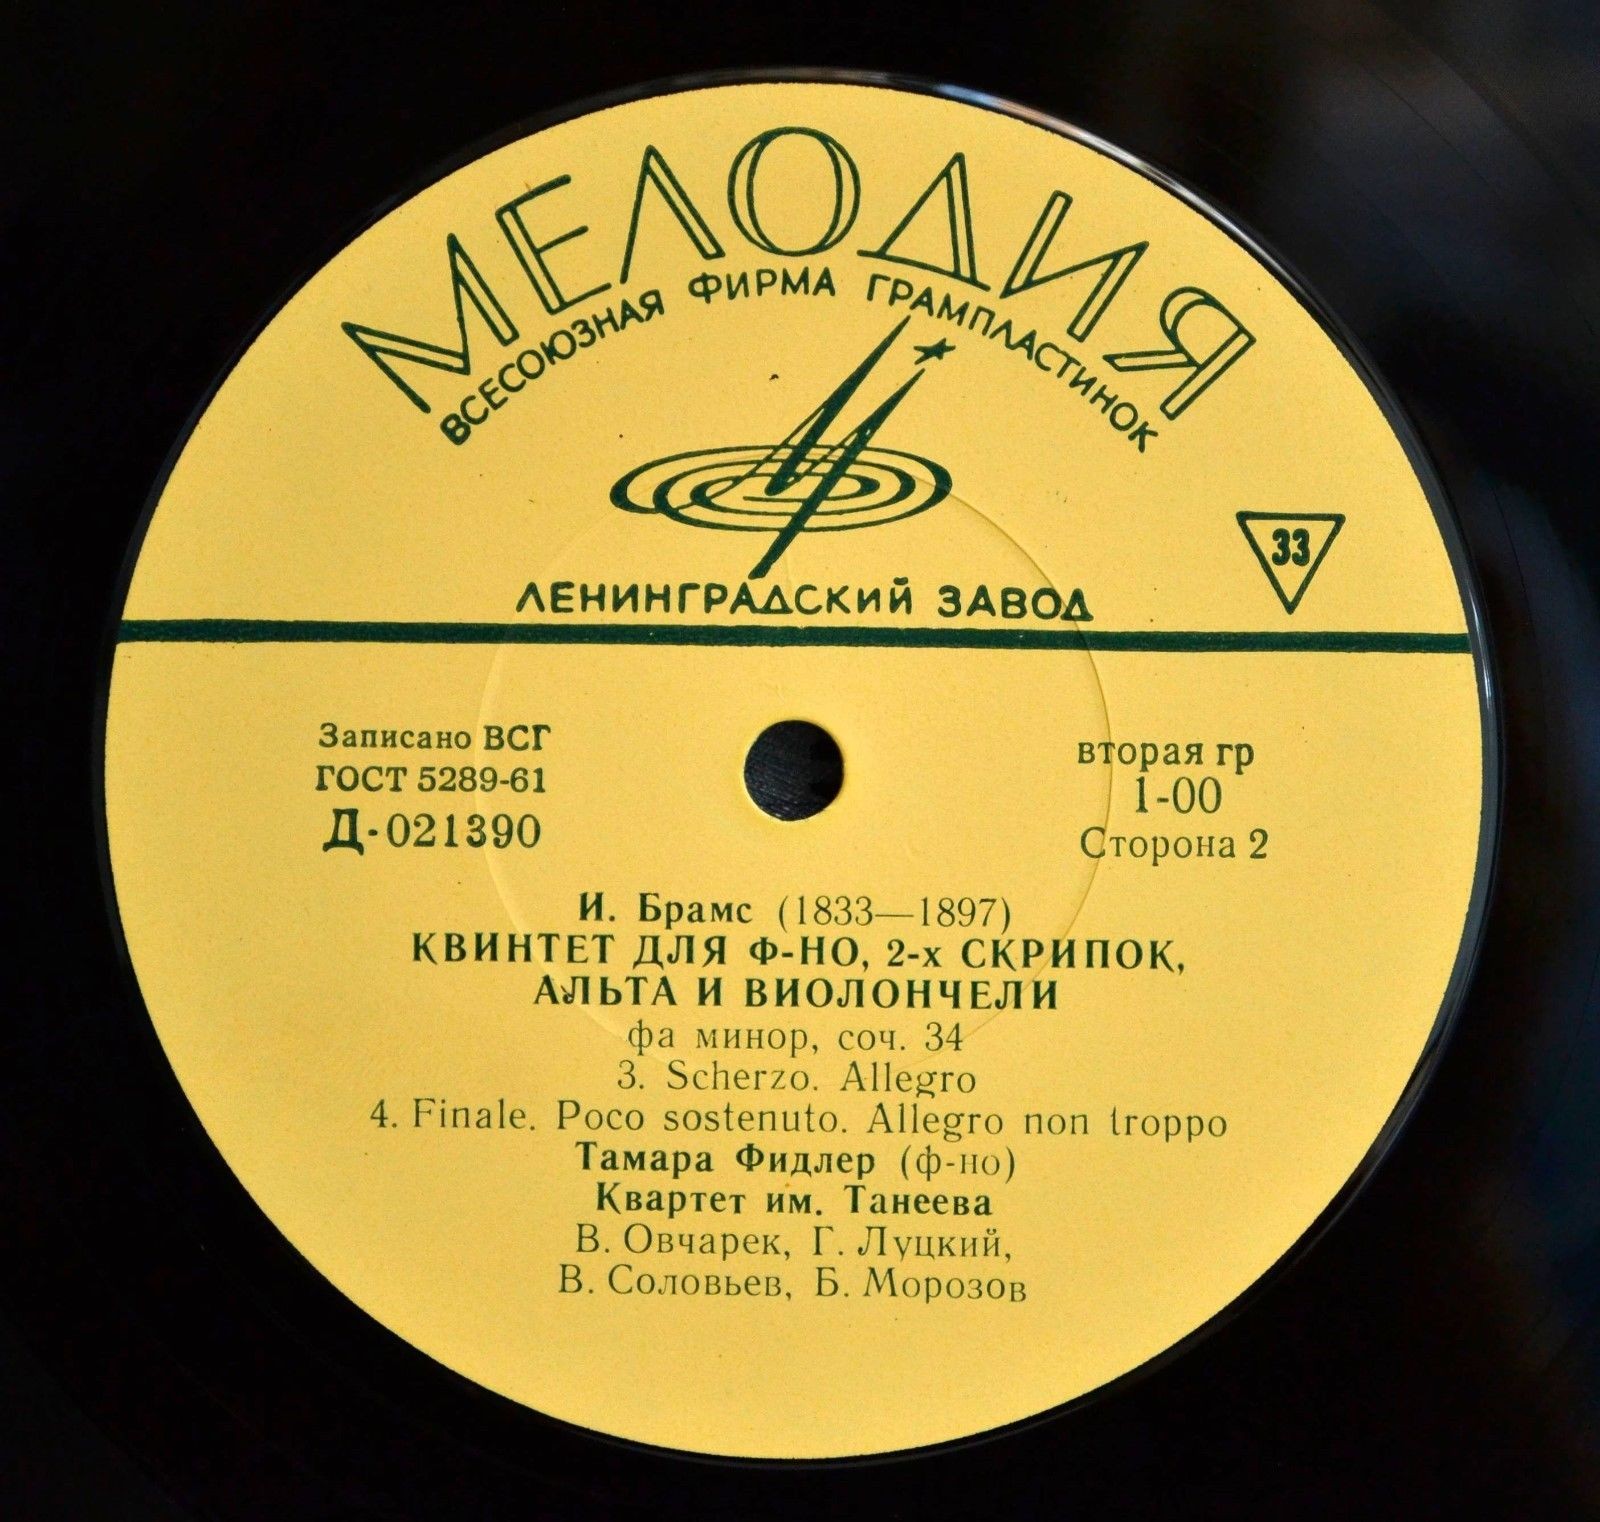 МЕЛОДИЯ
ВСЕСОЮЗНАЯ ФИРМА ГРАМПЛАСТИНОК
33
ЛЕНИНГРАДСКИЙ ЗАВОД
Записано ВСГ
ГОСТ 5289-61
Д-021390
вторая гр
1-00
Сторона 2
И. Брамс (1833—1897)
КВИНТЕТ ДЛЯ Ф-НО, 2-х СКРИПОК,
АЛЬТА И ВИОЛОНЧЕЛИ
фа минор, соч. 34
3. Scherzo. Allegro
4. Finale. Poco sostenuto. Allegro non troppo
Тамара Фидлер (ф-но)
Квартет им. Танеева
В. Овчарек, Г. Луцкий,
В. Соловьев, Б. Морозов